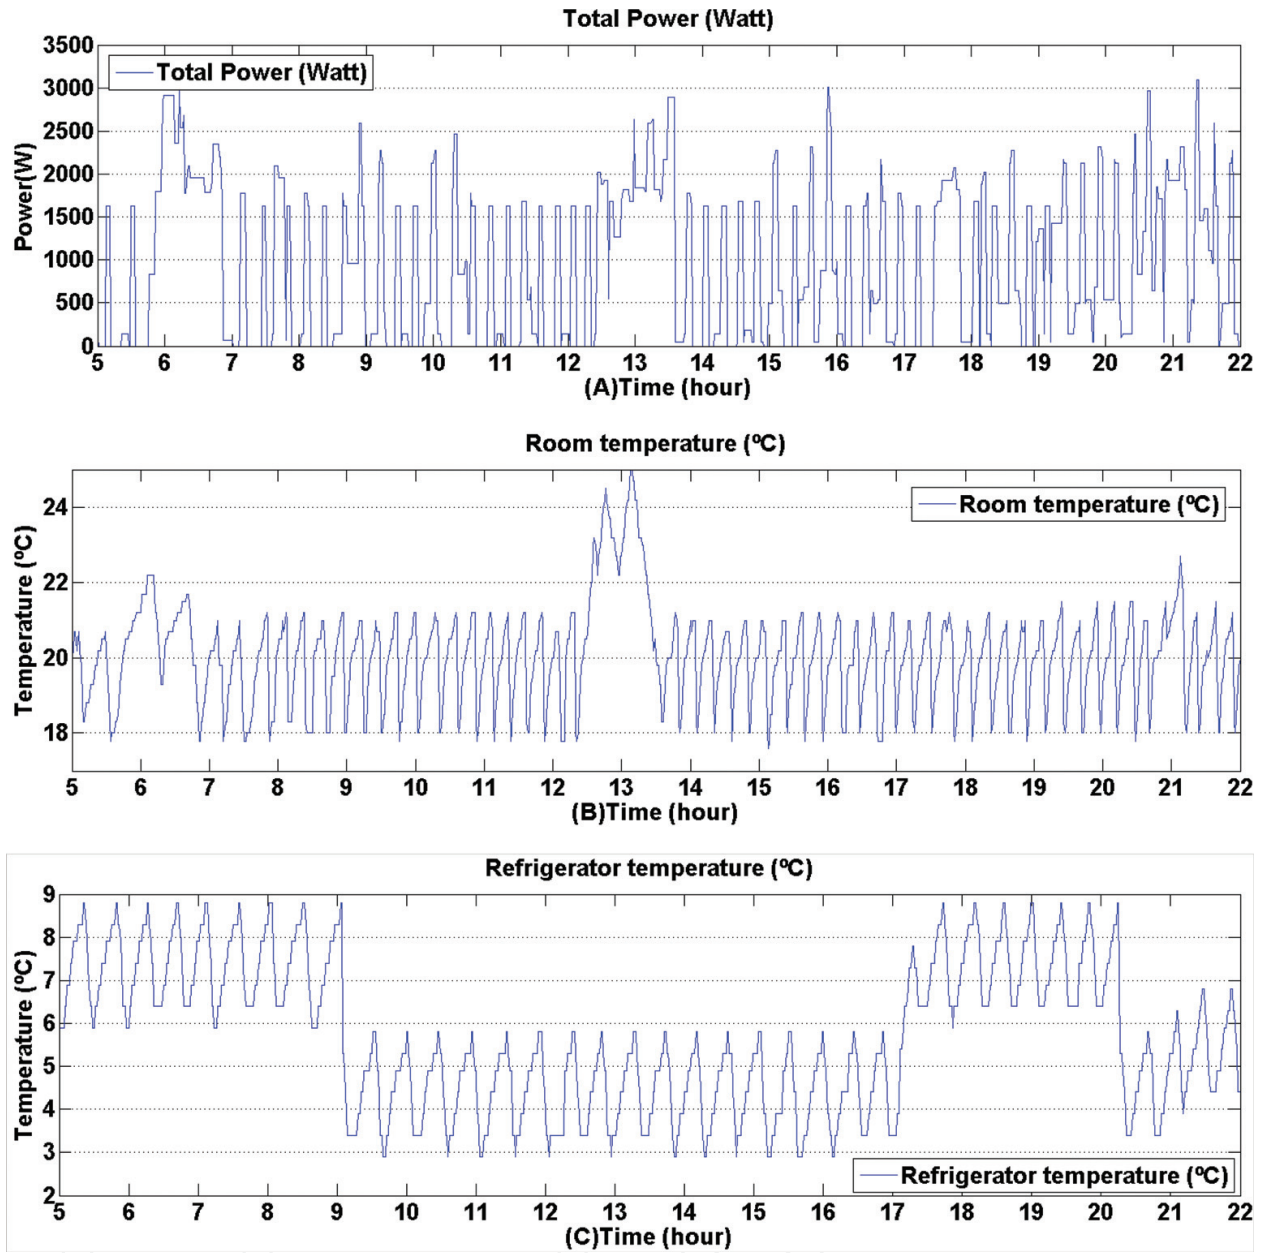 Total Power (Watt)
3500
3000
2500
2000
1500
1000
500
0
Power(W)
Total Power (Watt)
5 6 7 8 9 10 11 12 13 14 15 16 17 18 19 20 21 22
(A)Time (hour)
Room temperature (ºC)
24
22
20
18
Temperature (ºC)
Room temperature (ºC)
5 6 7 8 9 10 11 12 13 14 15 16 17 18 19 20 21 22
(B)Time (hour)
Refrigerator temperature (ºC)
9
8
7
6
5
4
3
2
Temperature (ºC)
Refrigerator temperature (ºC)
5 6 7 8 9 10 11 12 13 14 15 16 17 18 19 20 21 22
(C)Time (hour)